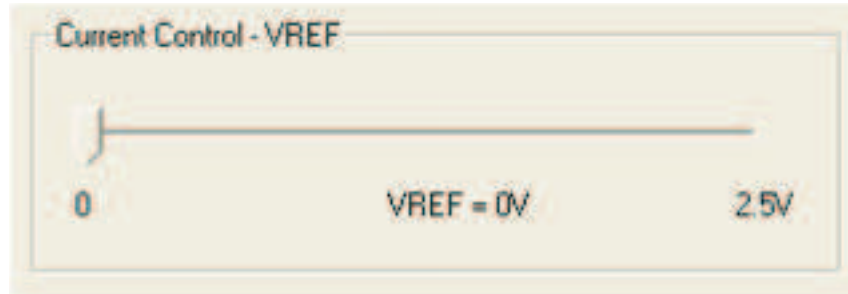 Current Control - VREF
0 VREF = 0V 2.5V